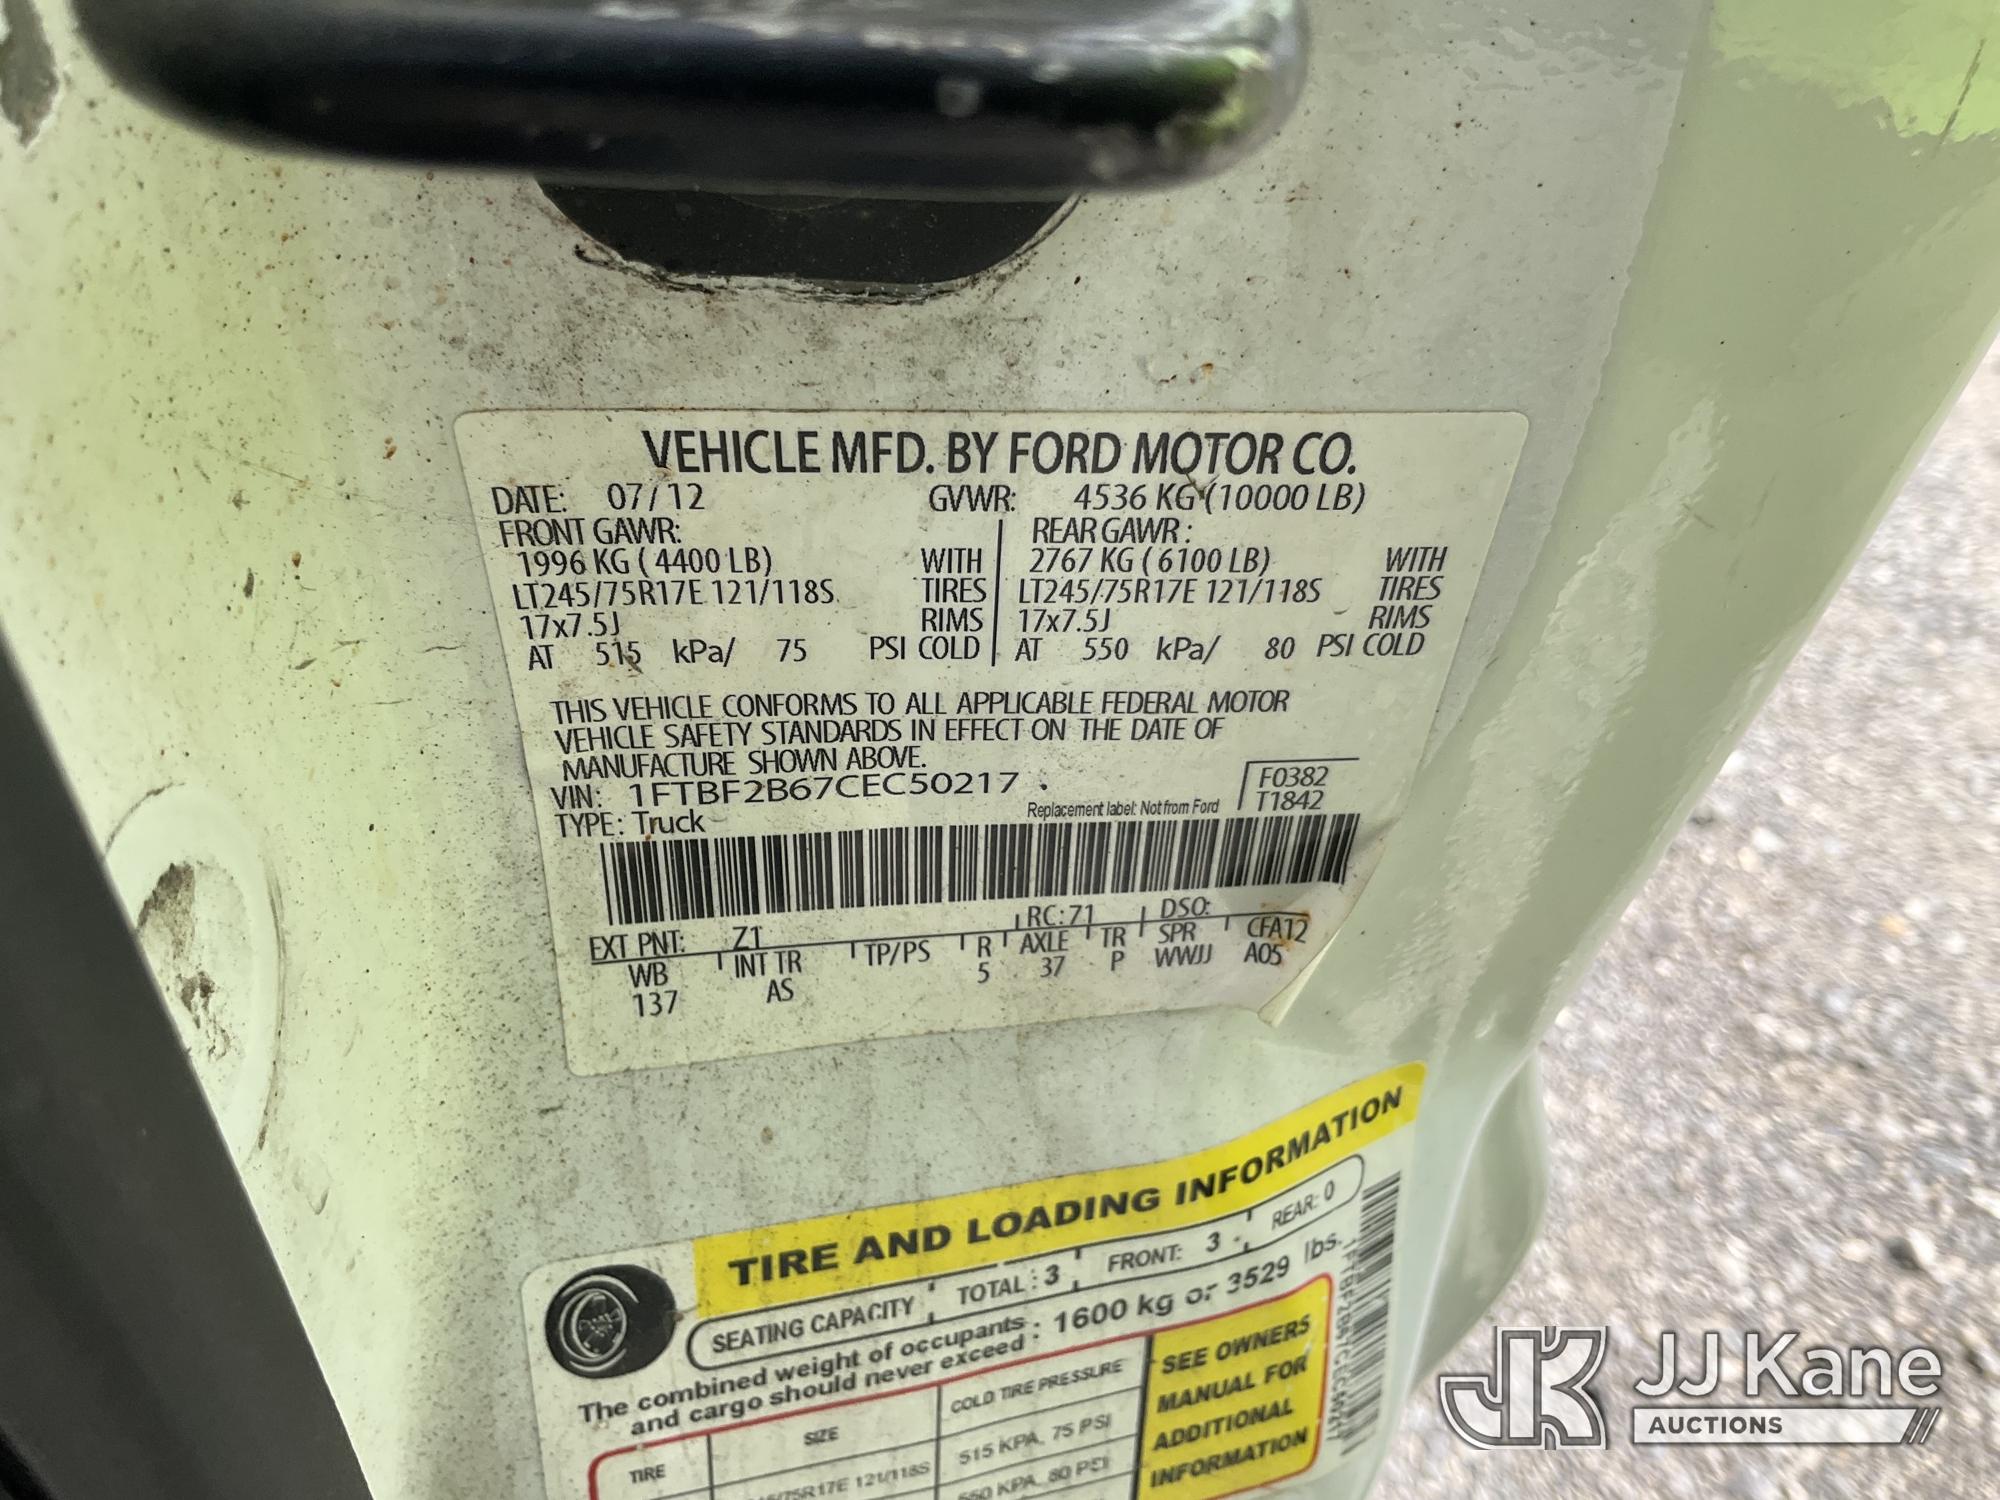 VEHICLE MFD. BY FORD MOTOR CO.
DATE: 07/12 GVWR: 4536 KG (10000 LB)
FRONT GAWR: REAR GAWR:
1996 KG (4400 LB) WITH 2767 KG (6100 LB) WITH
LT245/75R17E 121/118S TIRES LT245/75R17E 121/118S TIRES
17x7.5J RIMS 17x7.5J RIMS
AT 515 kPa/ 75 PSI COLD AT 550 kPa/ 80 PSI COLD
THIS VEHICLE CONFORMS TO ALL APPLICABLE FEDERAL MOTOR
VEHICLE SAFETY STANDARDS IN EFFECT ON THE DATE OF
MANUFACTURE SHOWN ABOVE.
VIN: 1FTBF2B67CEC50217
F0382
Replacement label: Not from Ford T1842
TYPE: Truck
EXT PNT: Z1 RC: 71 DSO:
WB INT TR TP/PS R AXLE TR SPR CFA12
137 AS 5 37 P WWJJ A05
TIRE AND LOADING INFORMATION
SEATING CAPACITY TOTAL: 3 FRONT: 3 REAR: 0
The combined weight of occupants
and cargo should never exceed: 1600 kg or 3529 lbs.
TIRE SIZE COLD TIRE PRESSURE
/75R17E 121/118S 515 KPA, 75 PSI
550 KPA, 80 PSI
SEE OWNERS
MANUAL FOR
ADDITIONAL
INFORMATION
1FTBF2B67CEC50217
JJ Kane
AUCTIONS